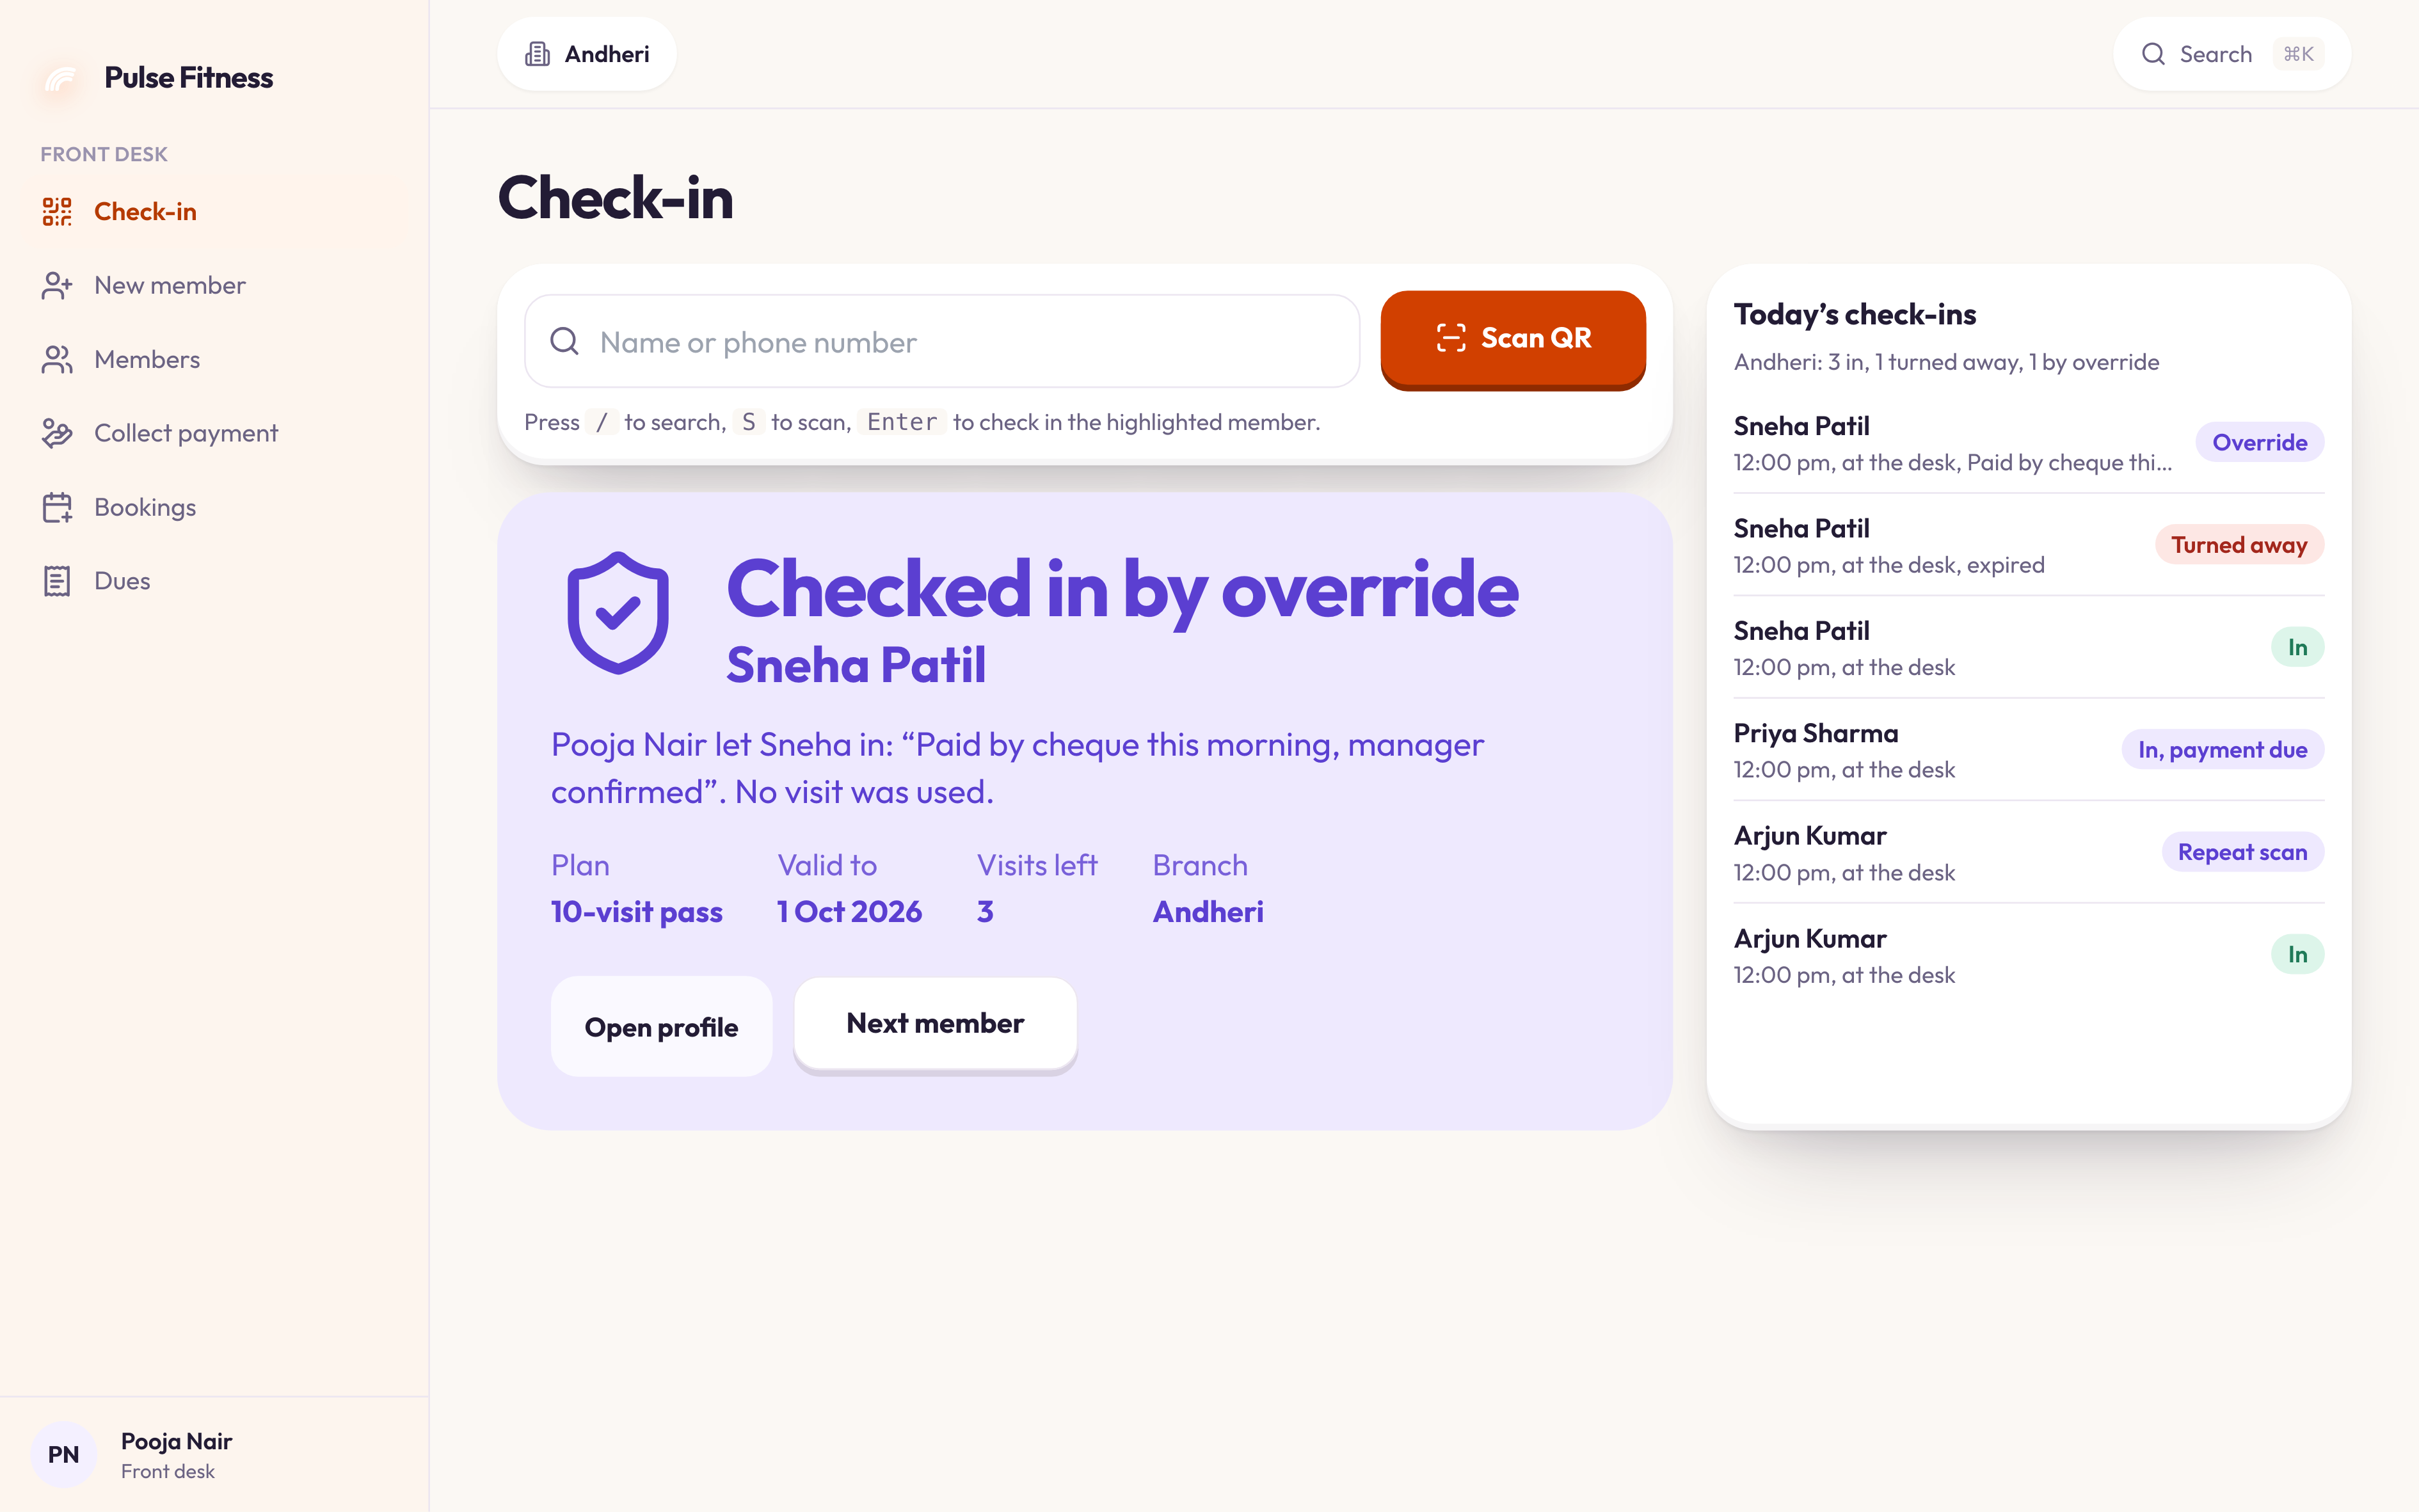 Pulse Fitness
FRONT DESK
Check-in
New member
Members
Collect payment
Bookings
Dues
PN
Pooja Nair
Front desk
Andheri
Search ⌘K
Check-in
Name or phone number
Scan QR
Press / to search, S to scan, Enter to check in the highlighted member.
Checked in by override
Sneha Patil
Pooja Nair let Sneha in: “Paid by cheque this morning, manager
confirmed”. No visit was used.
Plan Valid to Visits left Branch
10-visit pass 1 Oct 2026 3 Andheri
Open profile Next member
Today’s check-ins
Andheri: 3 in, 1 turned away, 1 by override
Sneha Patil
12:00 pm, at the desk, Paid by cheque thi...
Override
Sneha Patil
12:00 pm, at the desk, expired
Turned away
Sneha Patil
12:00 pm, at the desk
In
Priya Sharma
12:00 pm, at the desk
In, payment due
Arjun Kumar
12:00 pm, at the desk
Repeat scan
Arjun Kumar
12:00 pm, at the desk
In